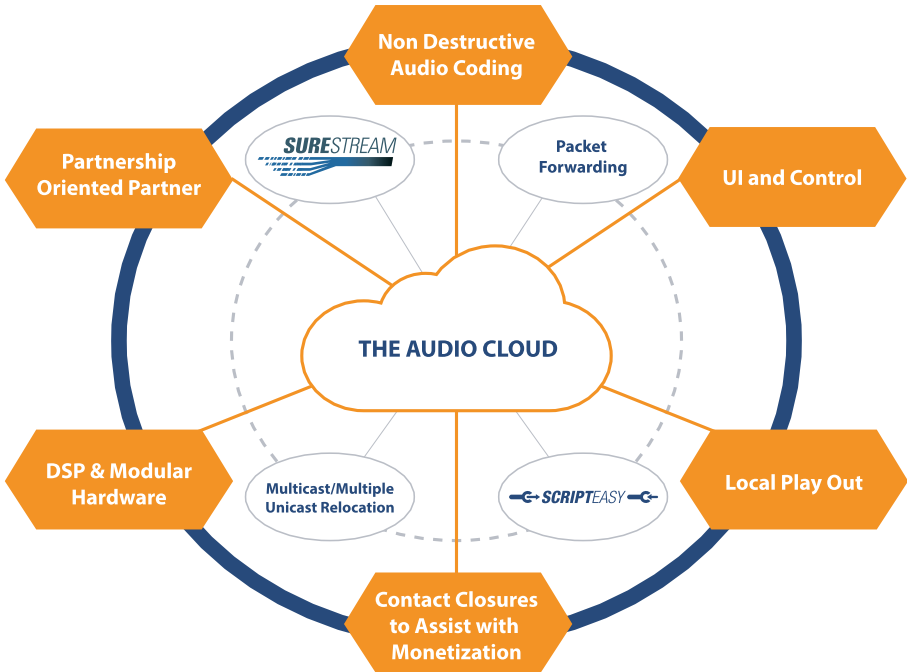 Non Destructive
Audio Coding
SURESTREAM
Packet
Forwarding
Partnership
Oriented Partner
UI and Control
THE AUDIO CLOUD
DSP & Modular
Hardware
Multicast/Multiple
Unicast Relocation
SCRIPTEASY
Local Play Out
Contact Closures
to Assist with
Monetization